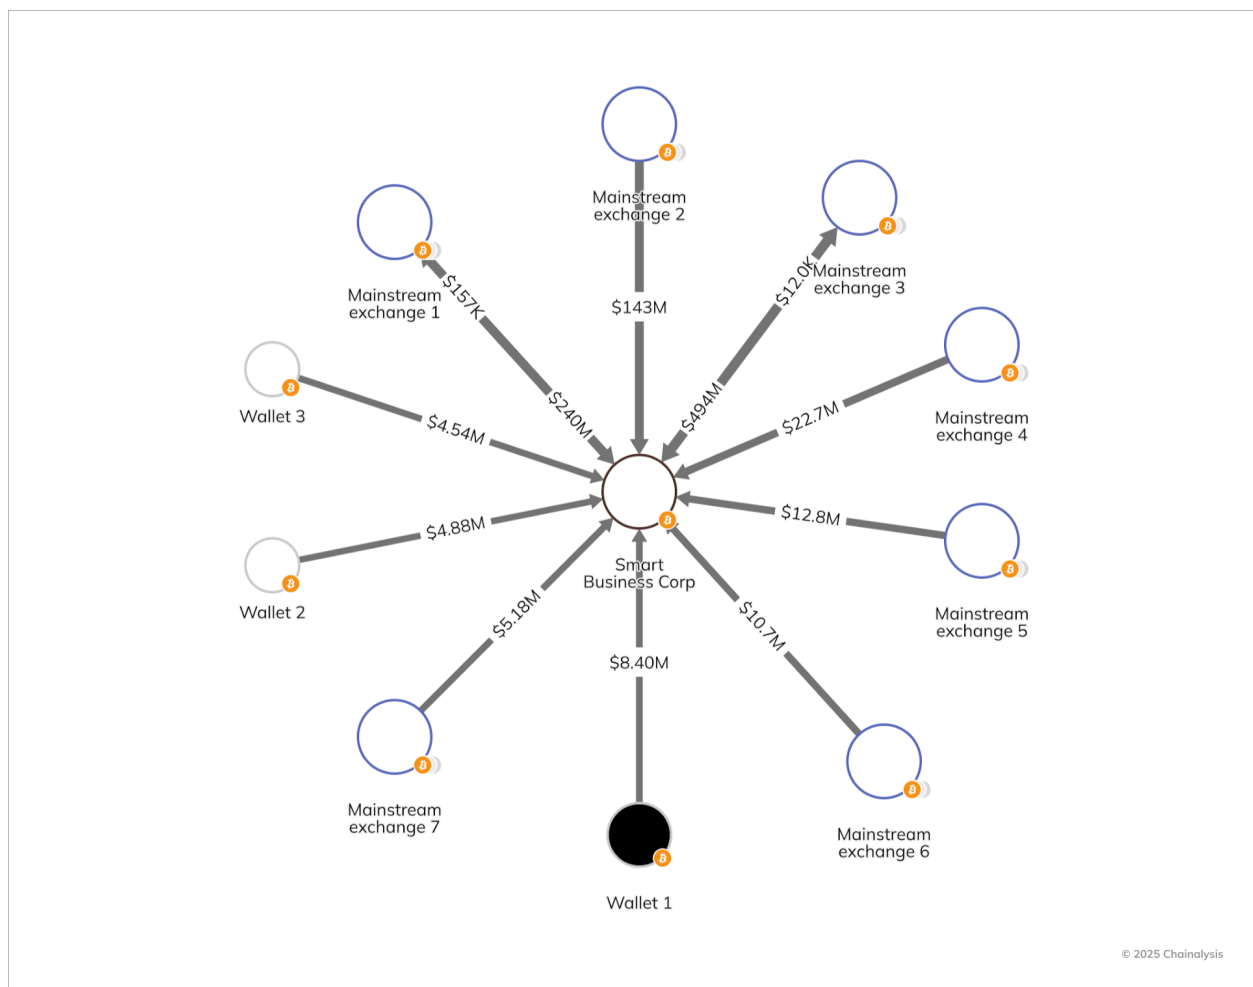 Mainstream
exchange 2
Mainstream
exchange 1
$157K
$12.0K
Mainstream
exchange 3
$143M
Wallet 3
$4.54M
$240M
$494M
$22.7M
Mainstream
exchange 4
$4.88M
$12.8M
Wallet 2
Smart
Business Corp
$5.18M
$10.7M
Mainstream
exchange 5
$8.40M
Mainstream
exchange 7
Mainstream
exchange 6
Wallet 1
© 2025 Chainalysis